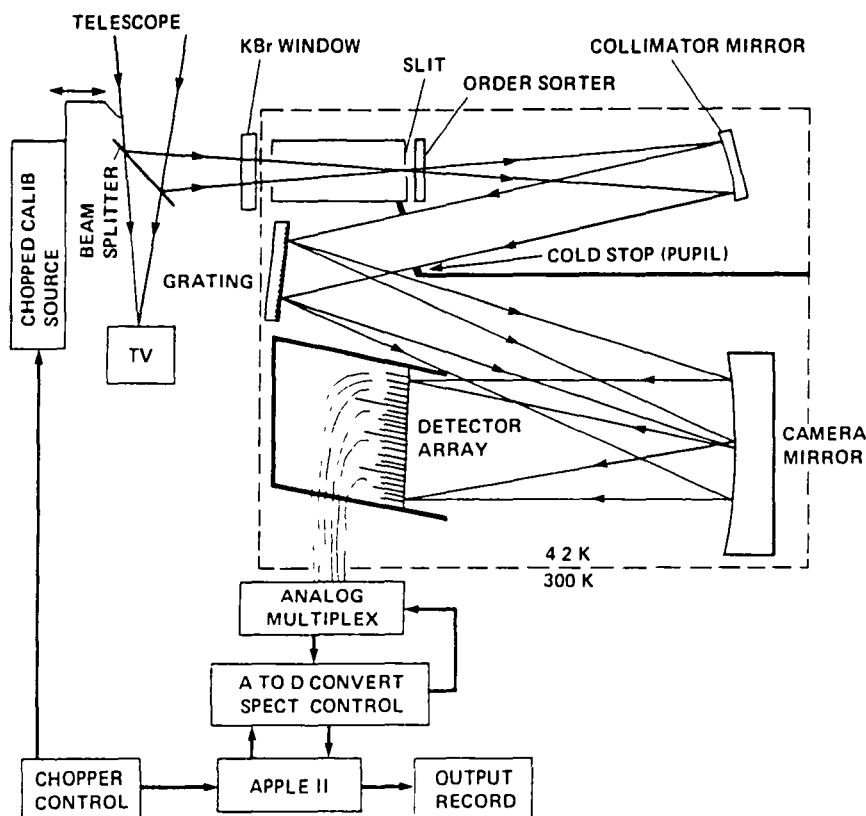 TELESCOPE
KBr WINDOW
SLIT
ORDER SORTER
COLLIMATOR MIRROR
CHOPPED CALIB
SOURCE
BEAM
SPLITTER
TV
GRATING
COLD STOP (PUPIL)
DETECTOR
ARRAY
CAMERA
MIRROR
4 2 K
300 K
ANALOG
MULTIPLEX
A TO D CONVERT
SPECT CONTROL
CHOPPER
CONTROL
APPLE II
OUTPUT
RECORD